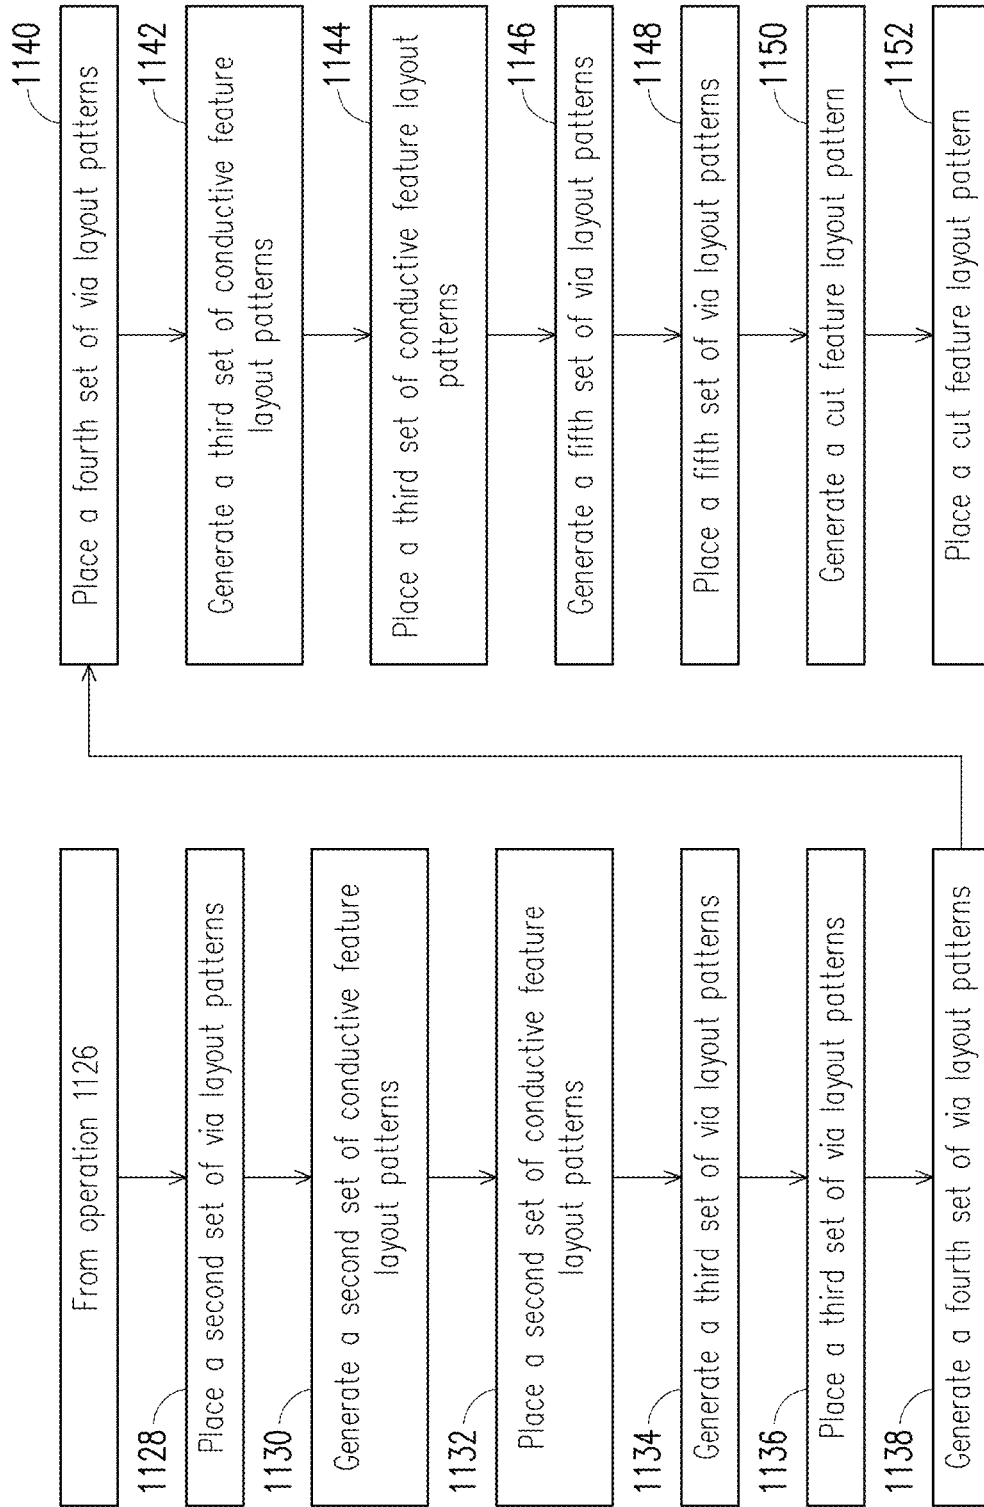 From operation 1126
1128
Place a second set of via layout patterns
1130
Generate a second set of conductive feature
layout patterns
1132
Place a second set of conductive feature
layout patterns
1134
Generate a third set of via layout patterns
1136
Place a third set of via layout patterns
1138
Generate a fourth set of via layout patterns
1140
Place a fourth set of via layout patterns
1142
Generate a third set of conductive feature
layout patterns
1144
Place a third set of conductive feature layout
patterns
1146
Generate a fifth set of via layout patterns
1148
Place a fifth set of via layout patterns
1150
Generate a cut feature layout pattern
1152
Place a cut feature layout pattern